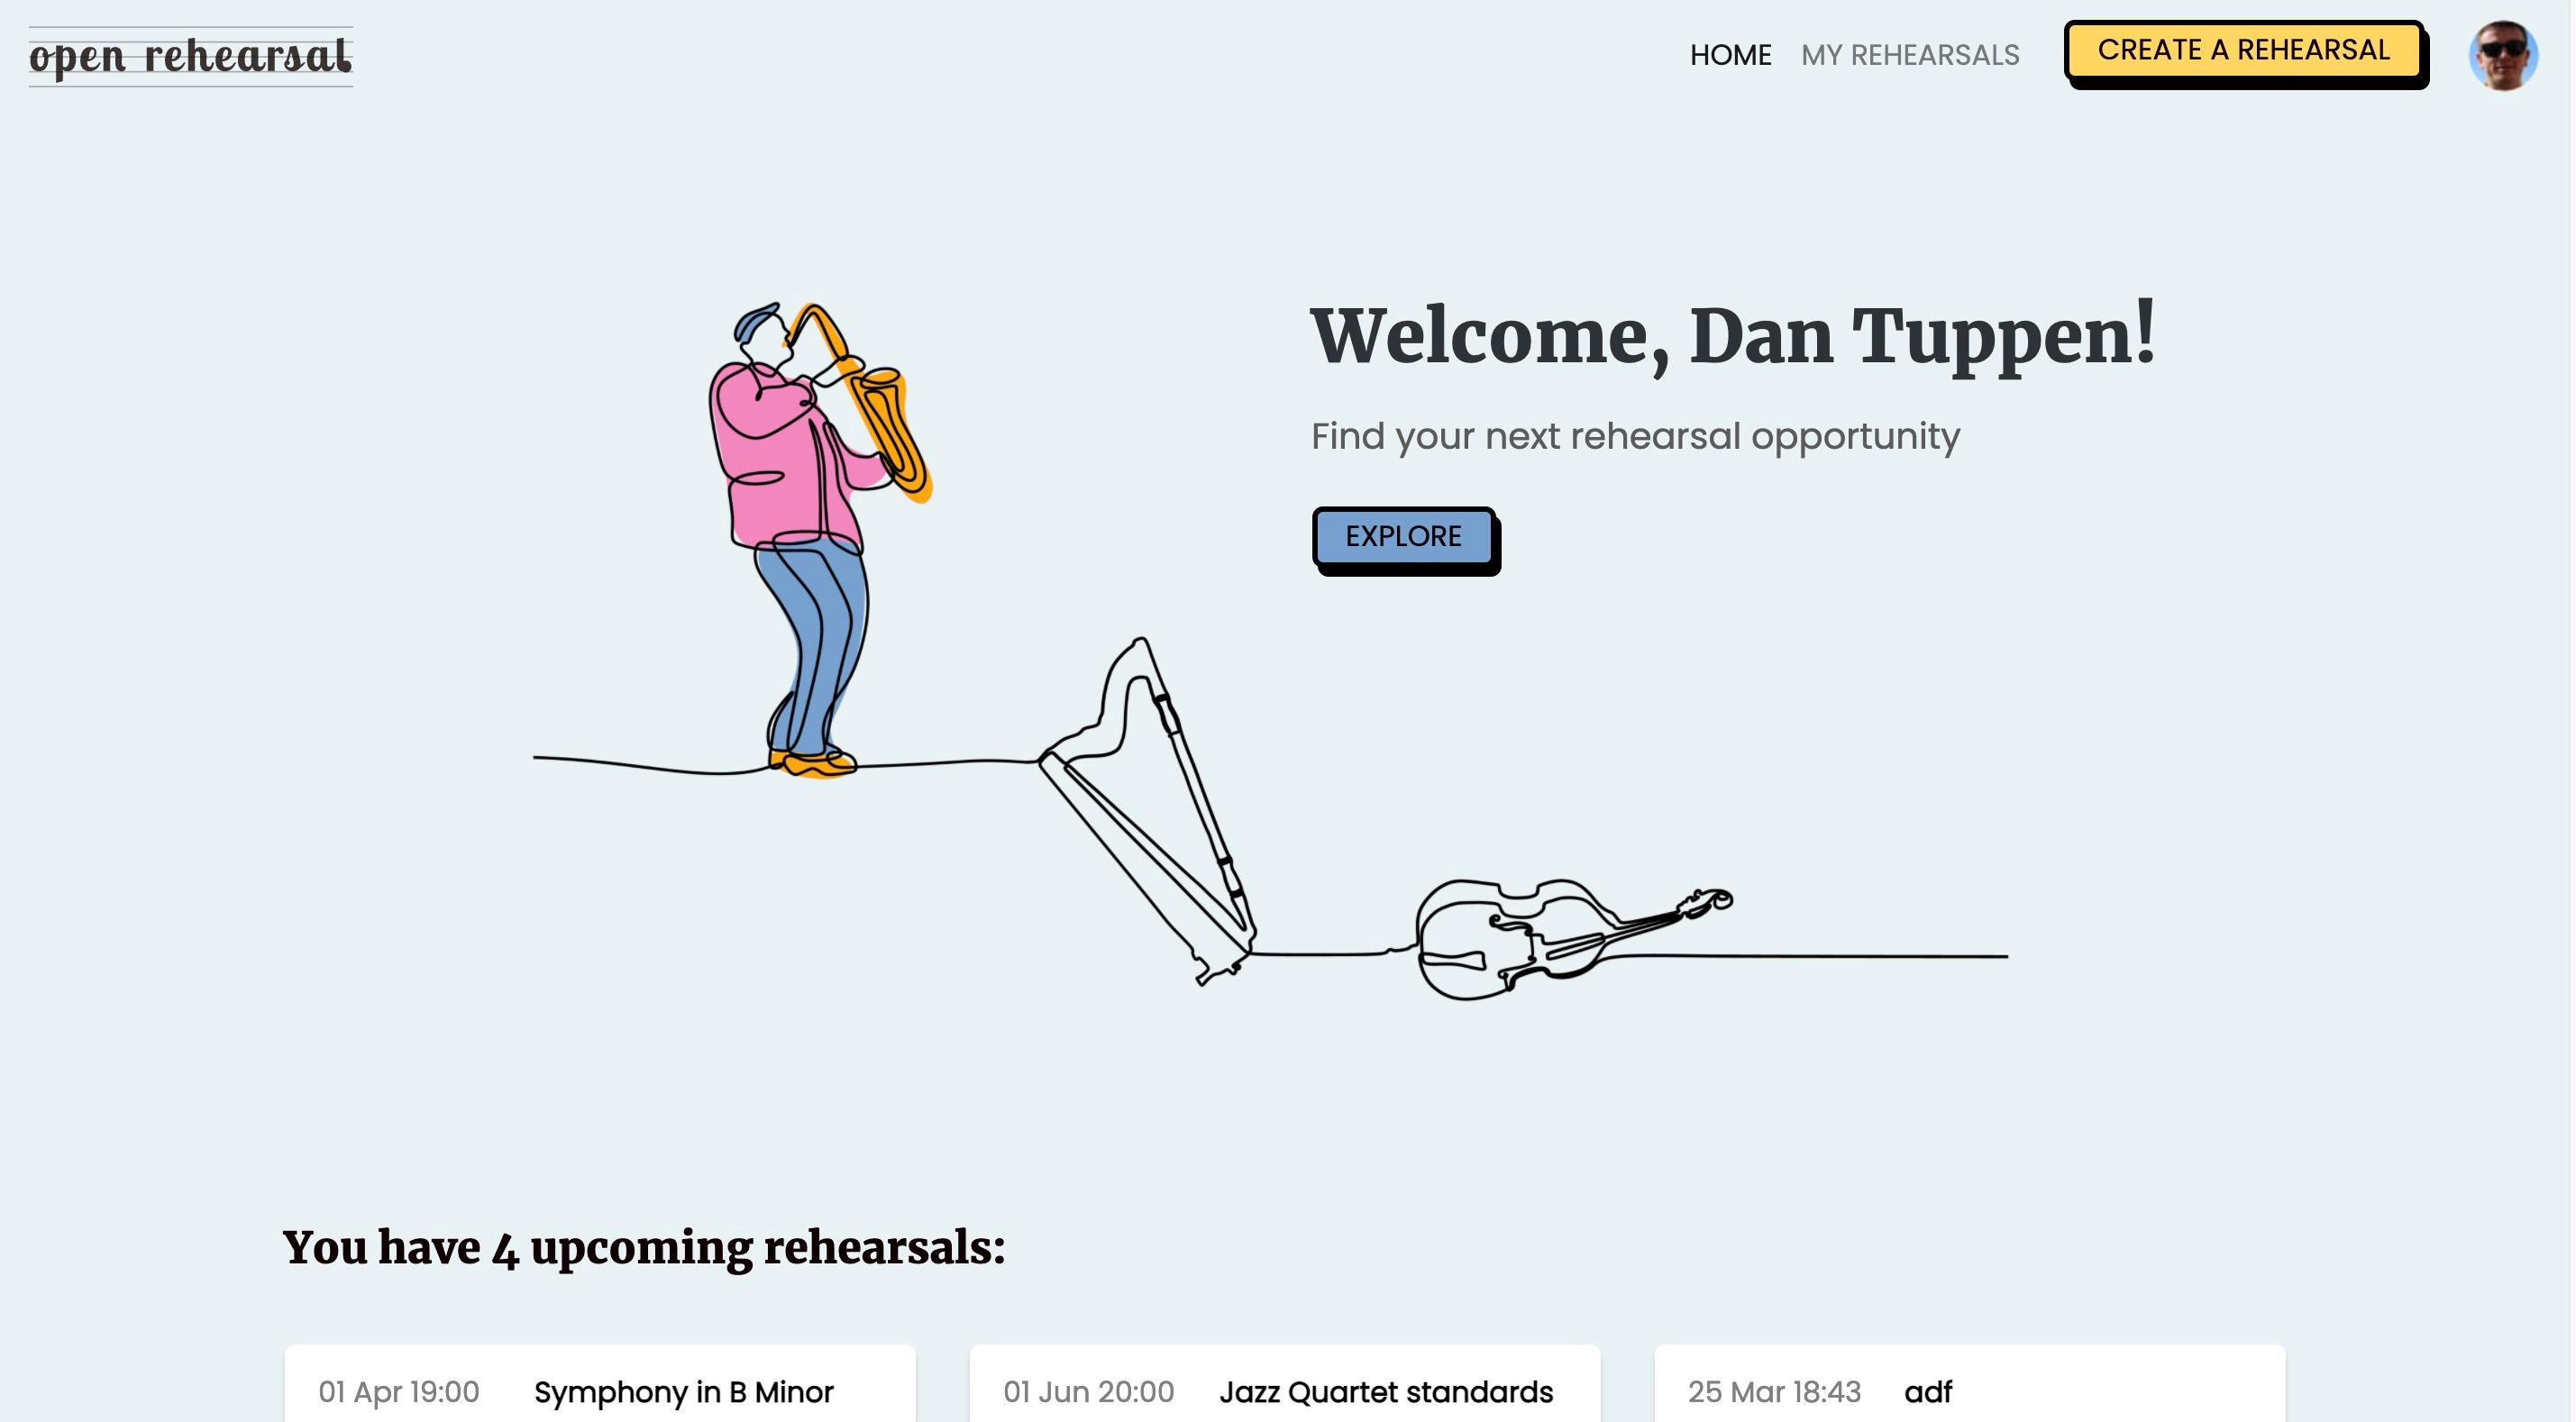 open rehearsal
HOME MY REHEARSALS CREATE A REHEARSAL
Welcome, Dan Tuppen!
Find your next rehearsal opportunity
EXPLORE
You have 4 upcoming rehearsals:
01 Apr 19:00 Symphony in B Minor
01 Jun 20:00 Jazz Quartet standards
25 Mar 18:43 adf